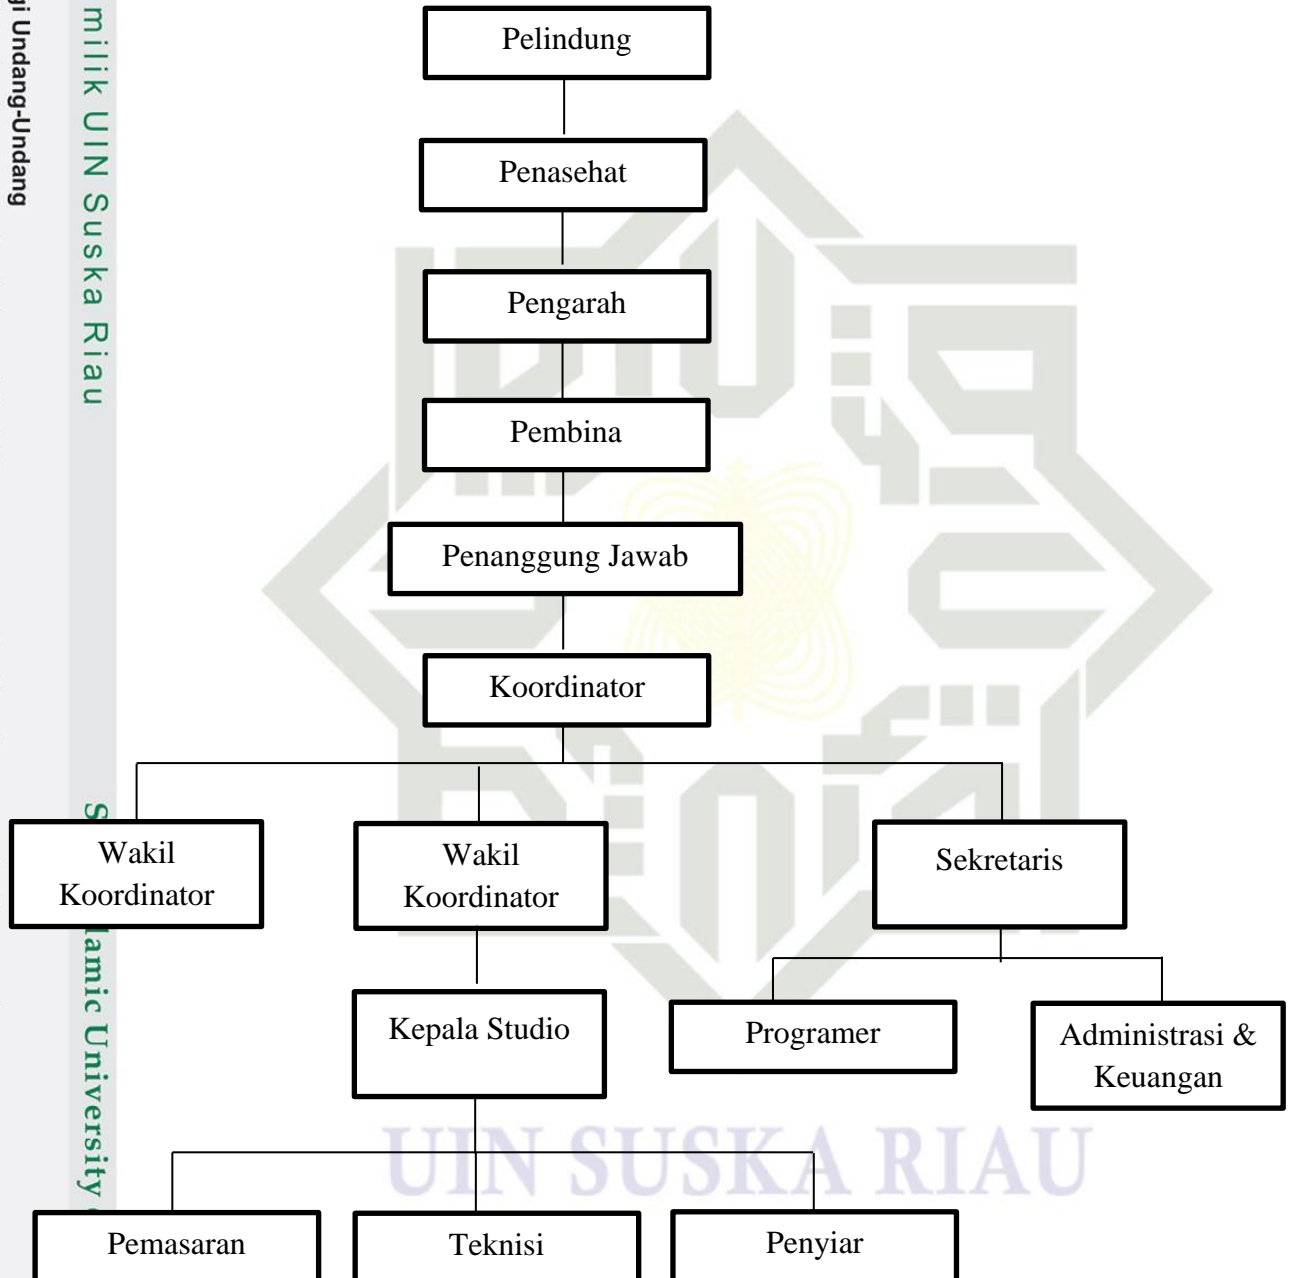 gi Undang-Undang
milik UIN Suska Riau
Pelindung
Penasehat
Pengarah
Pembina
Penanggung Jawab
Koordinator
Wakil
Koordinator
Wakil
Koordinator
Sekretaris
Kepala Studio
Programer
Administrasi &
Keuangan
Pemasaran
Teknisi
Penyiar
UIN SUSKA RIAU
S
lamic University